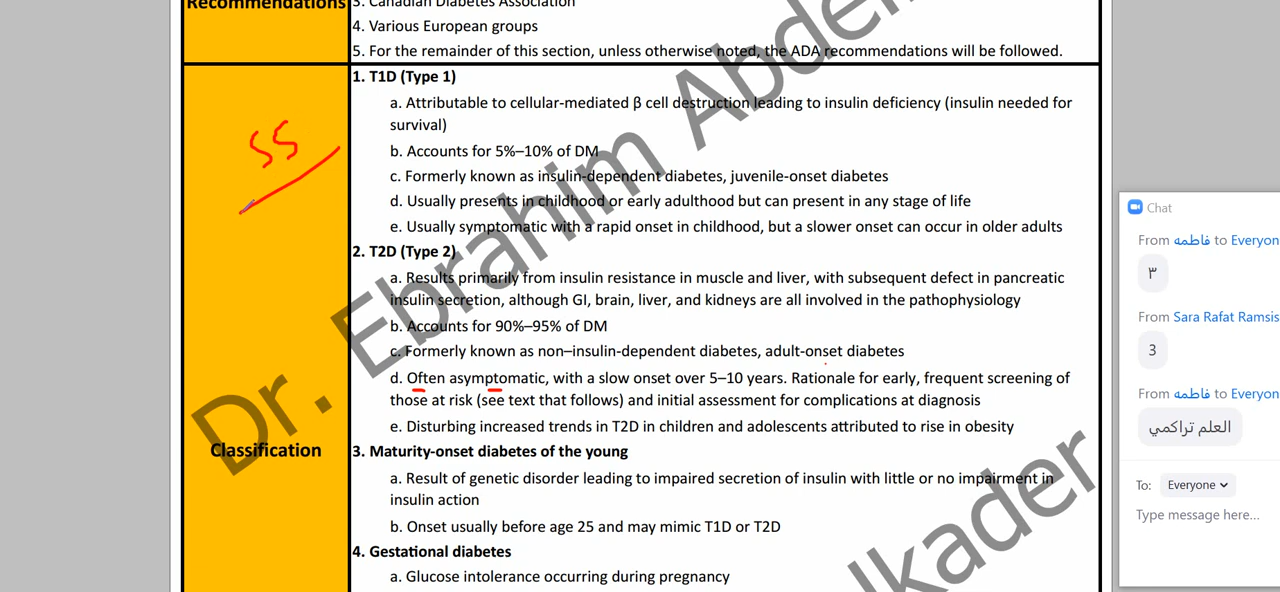 Recommendations
3. Canadian Diabetes Association
4. Various European groups
5. For the remainder of this section, unless otherwise noted, the ADA recommendations will be followed.
SS
Classification
1. T1D (Type 1)
a. Attributable to cellular-mediated β cell destruction leading to insulin deficiency (insulin needed for
survival)
b. Accounts for 5%–10% of DM
c. Formerly known as insulin-dependent diabetes, juvenile-onset diabetes
d. Usually presents in childhood or early adulthood but can present in any stage of life
e. Usually symptomatic with a rapid onset in childhood, but a slower onset can occur in older adults
2. T2D (Type 2)
a. Results primarily from insulin resistance in muscle and liver, with subsequent defect in pancreatic
insulin secretion, although GI, brain, liver, and kidneys are all involved in the pathophysiology
b. Accounts for 90%–95% of DM
c. Formerly known as non–insulin-dependent diabetes, adult-onset diabetes
d. Often asymptomatic, with a slow onset over 5–10 years. Rationale for early, frequent screening of
those at risk (see text that follows) and initial assessment for complications at diagnosis
e. Disturbing increased trends in T2D in children and adolescents attributed to rise in obesity
3. Maturity-onset diabetes of the young
a. Result of genetic disorder leading to impaired secretion of insulin with little or no impairment in
insulin action
b. Onset usually before age 25 and may mimic T1D or T2D
4. Gestational diabetes
a. Glucose intolerance occurring during pregnancy
Dr. Ebrahim Abde
lkader
Chat
From فاطمه to Everyon
٣
From Sara Rafat Ramsis
3
From فاطمه to Everyon
العلم تراكمي
To: Everyone
Type message here...